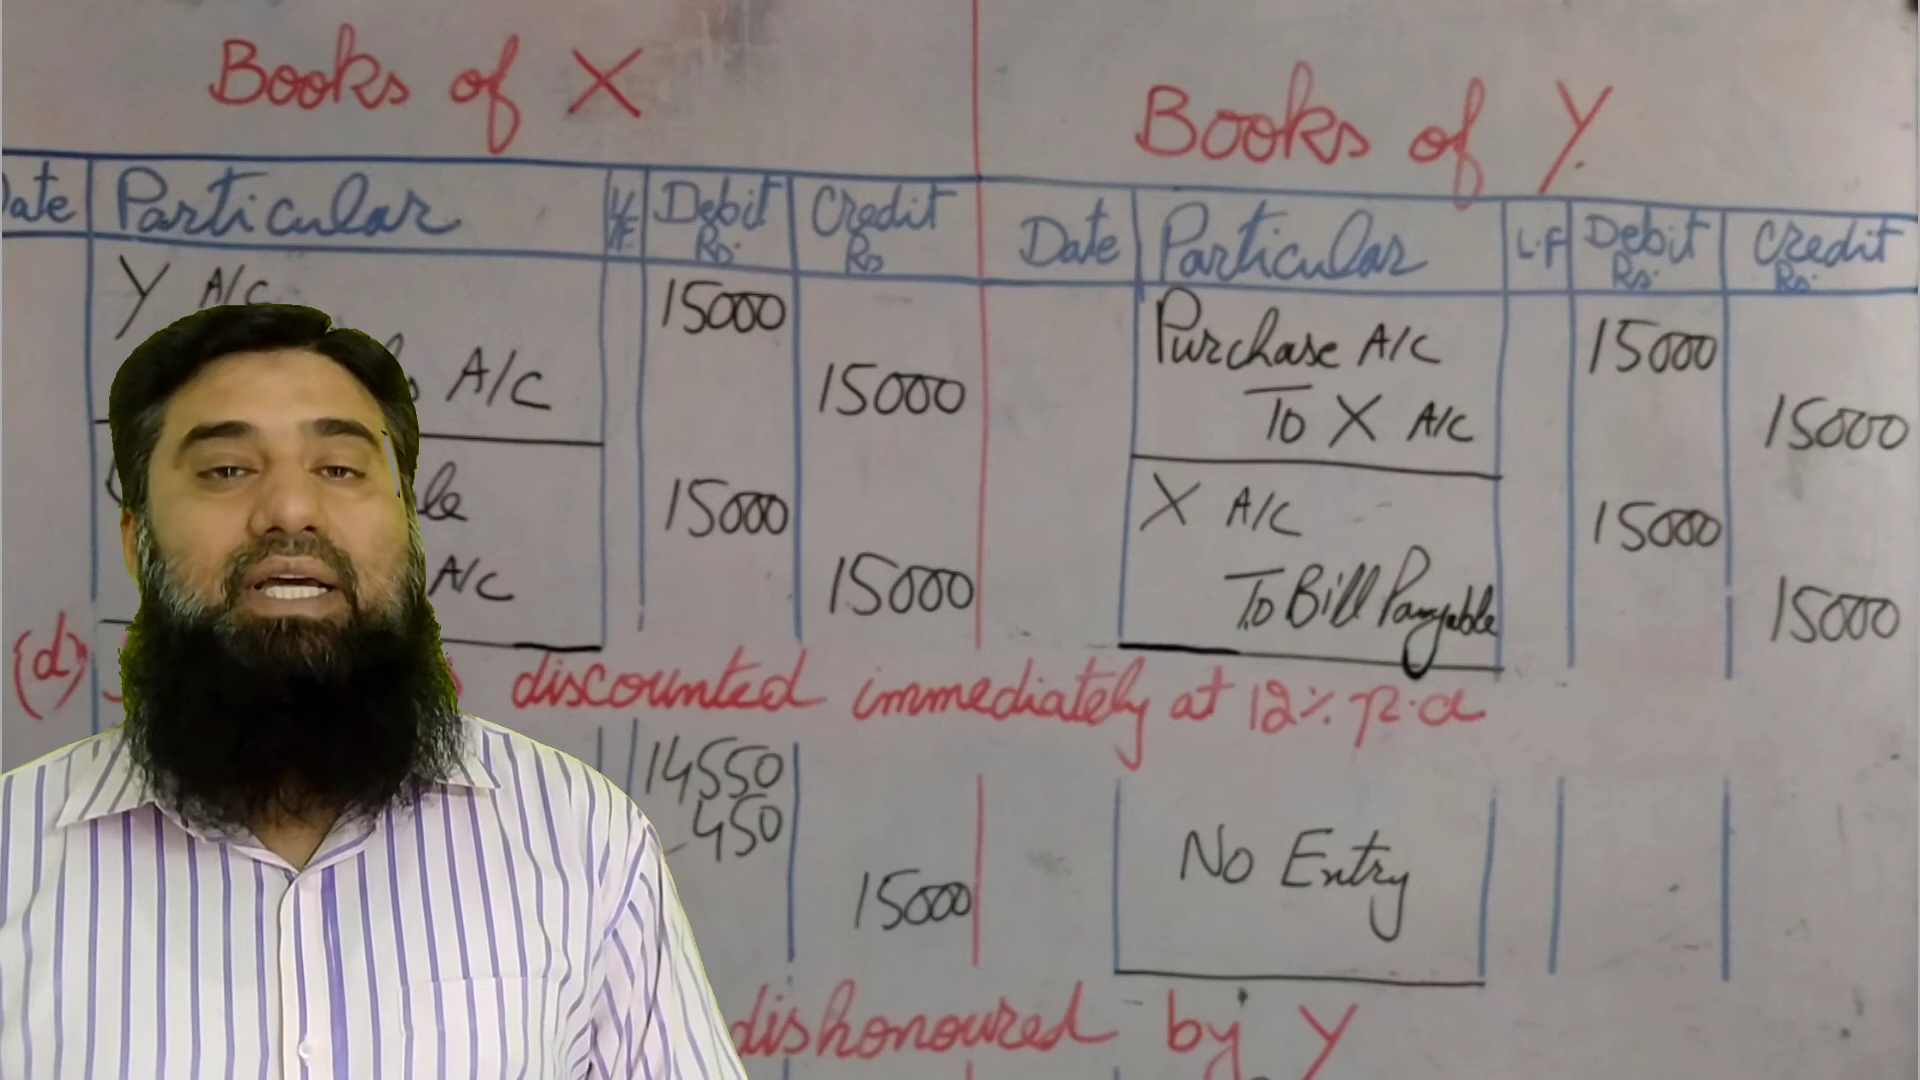 Books of X
Date Particular L/F Debit Rs. Credit Rs
Y A/C 15000
A/C 15000
15000
A/C 15000
Books of Y
Date Particular L.F Debit Rs. Credit Rs.
Purchase A/C 15000
To X A/C 15000
X A/C 15000
To Bill Payable 15000
(d) discounted immediately at 12% p.a
14550
450
15000
No Entry
dishonoured by Y